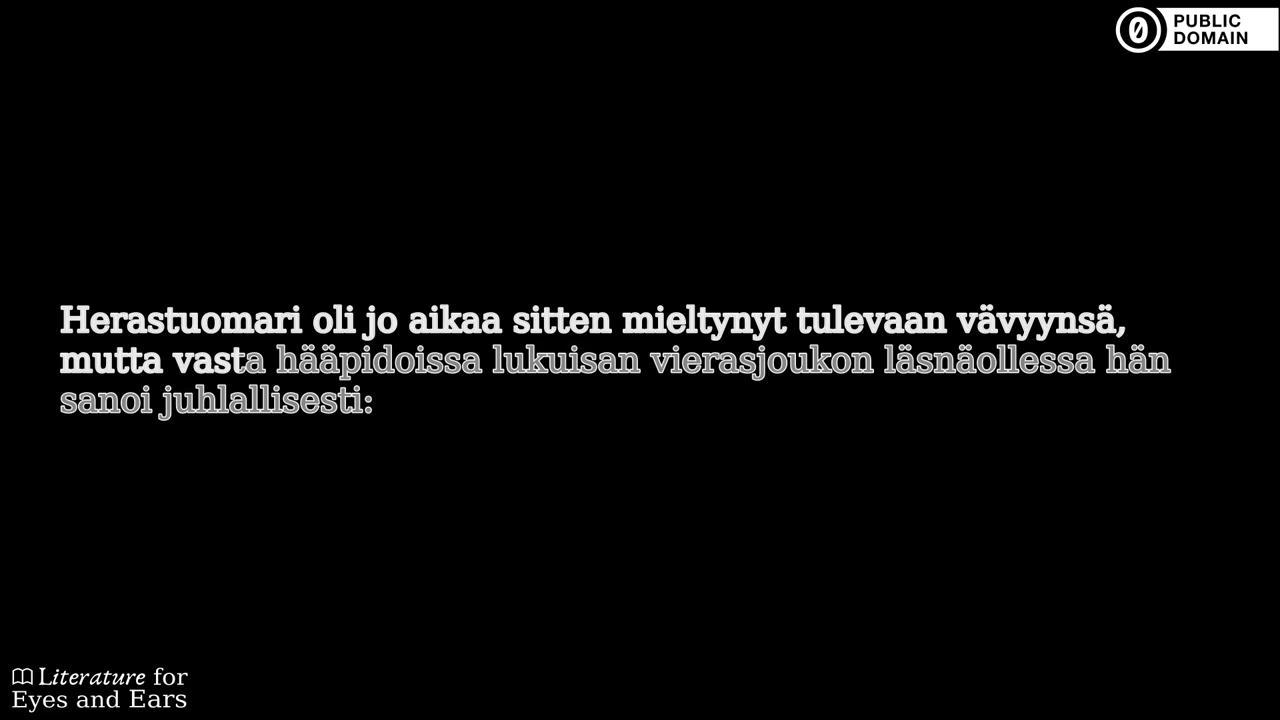 PUBLIC
DOMAIN
Herastuomari oli jo aikaa sitten mieltynyt tulevaan vävyynsä,
mutta vasta hääpidoissa lukuisan vierasjoukon läsnäollessa hän
sanoi juhlallisesti:
Literature for
Eyes and Ears